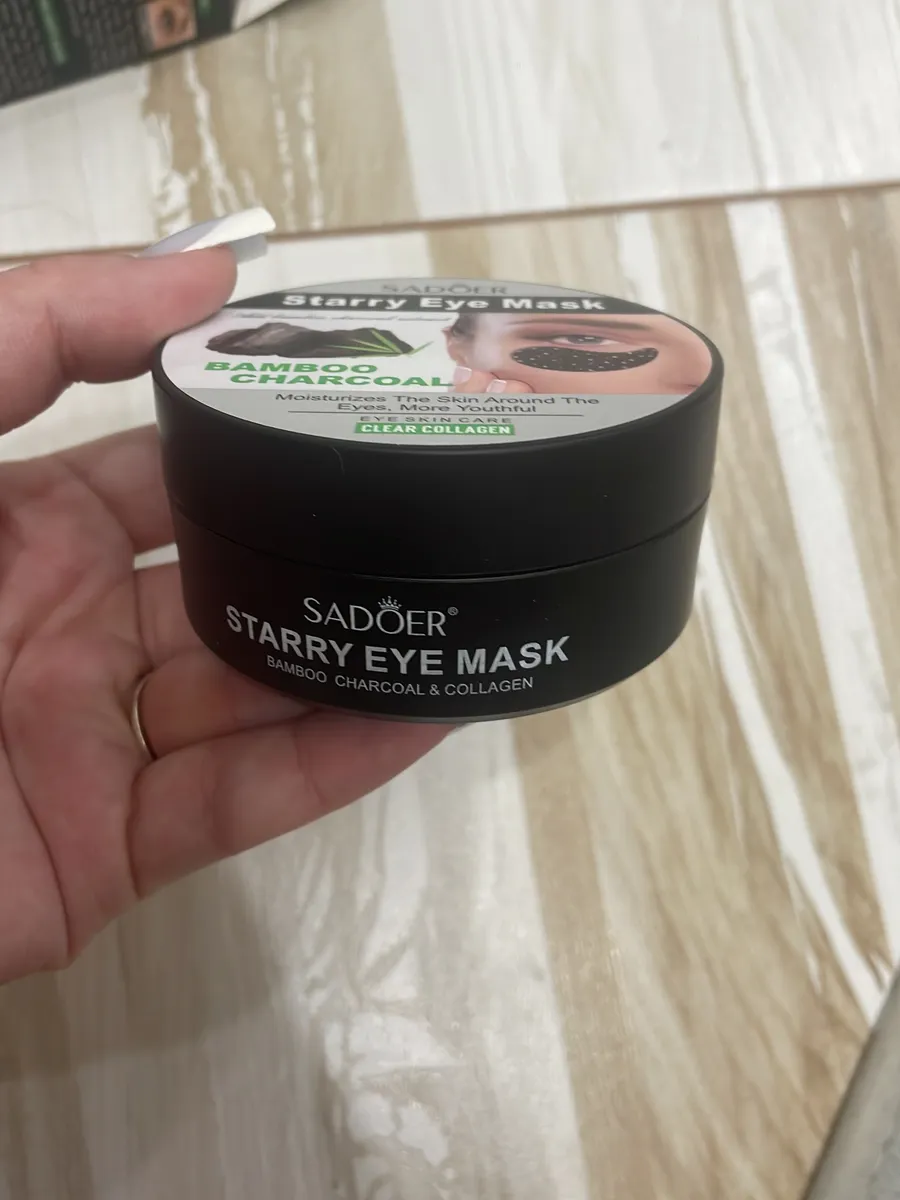 SADOER
Starry Eye Mask
BAMBOO
CHARCOAL
Moisturizes The Skin Around The
Eyes, More Youthful
EYE SKIN CARE
CLEAR COLLAGEN
SADOER®
STARRY EYE MASK
BAMBOO CHARCOAL & COLLAGEN